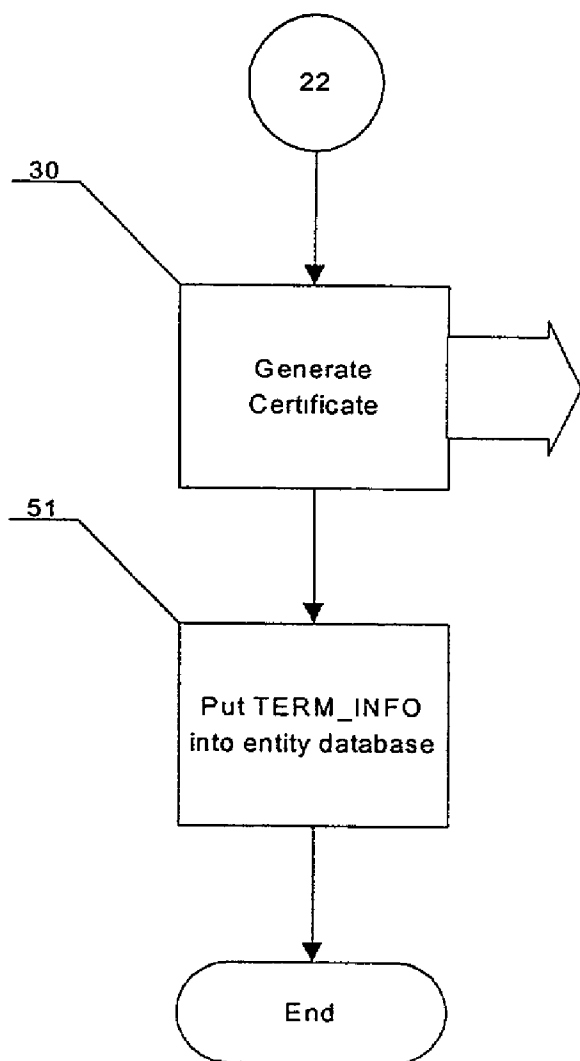 22
30
Generate
Certificate
51
Put TERM_INFO
into entity database
End